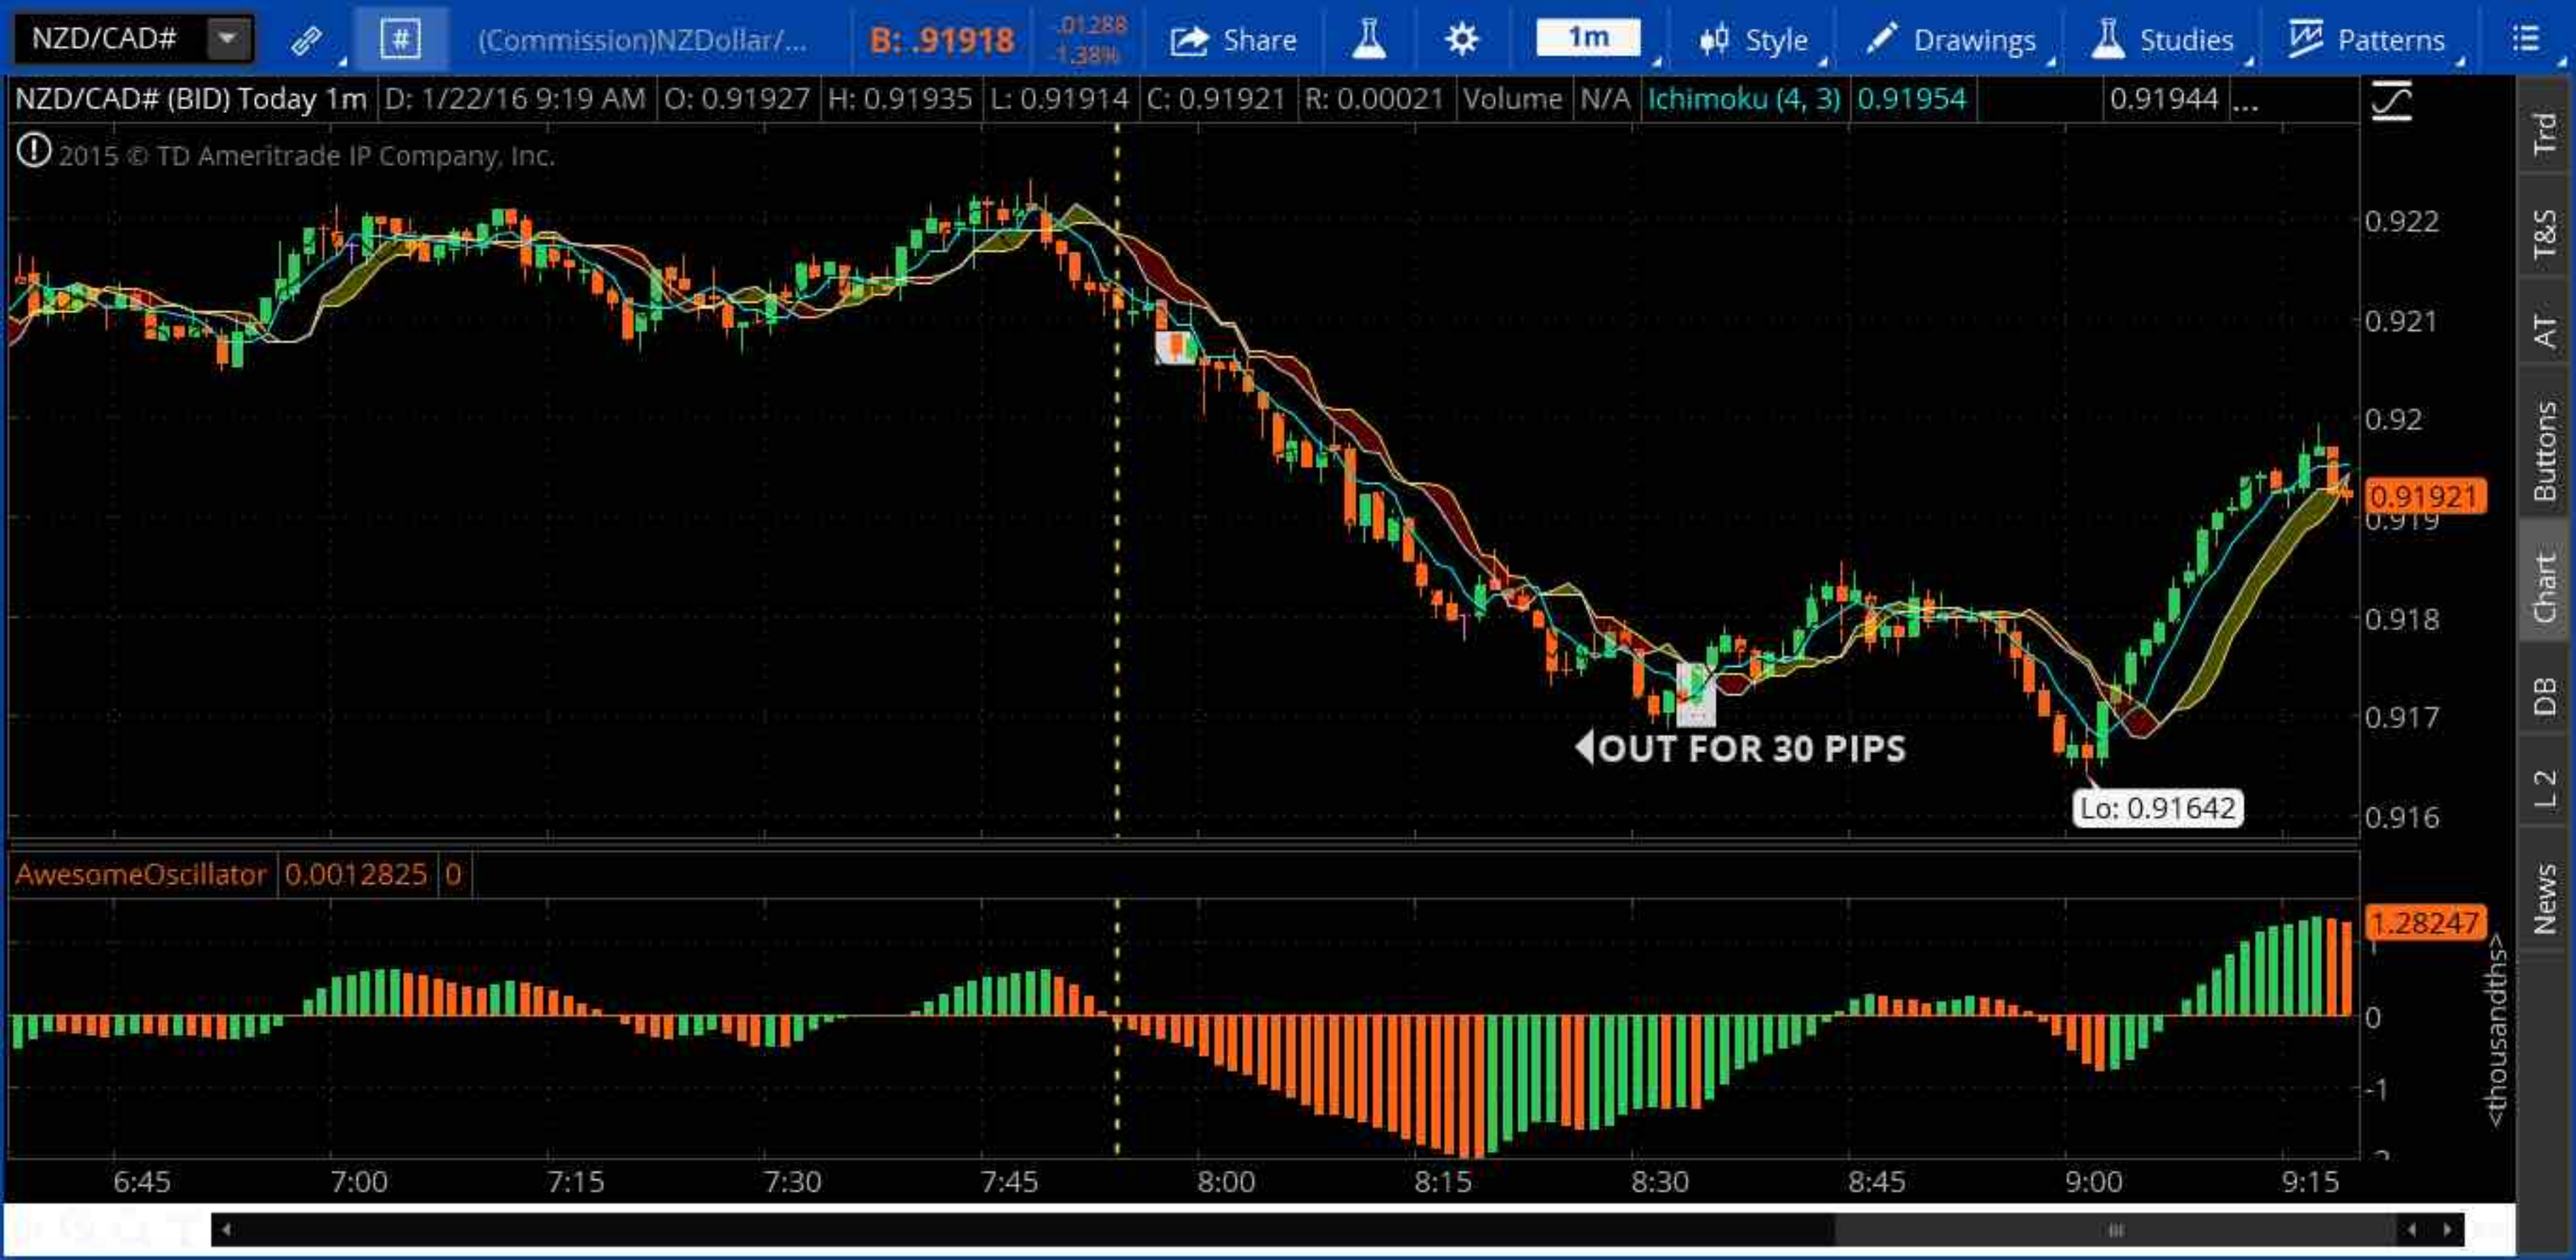 NZD/CAD# # (Commission)NZDollar/... B: .91918 -.01288 -1.38% Share 1m Style Drawings Studies Patterns
NZD/CAD# (BID) Today 1m D: 1/22/16 9:19 AM O: 0.91927 H: 0.91935 L: 0.91914 C: 0.91921 R: 0.00021 Volume N/A Ichimoku (4, 3) 0.91954 0.91944 ...
2015 © TD Ameritrade IP Company, Inc.
0.922
0.921
0.92
0.91921
0.919
0.918
0.917
OUT FOR 30 PIPS
Lo: 0.91642
0.916
AwesomeOscillator 0.0012825 0
1.28247
1
0
-1
-2
<thousandths>
6:45 7:00 7:15 7:30 7:45 8:00 8:15 8:30 8:45 9:00 9:15
Trd
T&S
AT
Buttons
Chart
DB
L 2
News